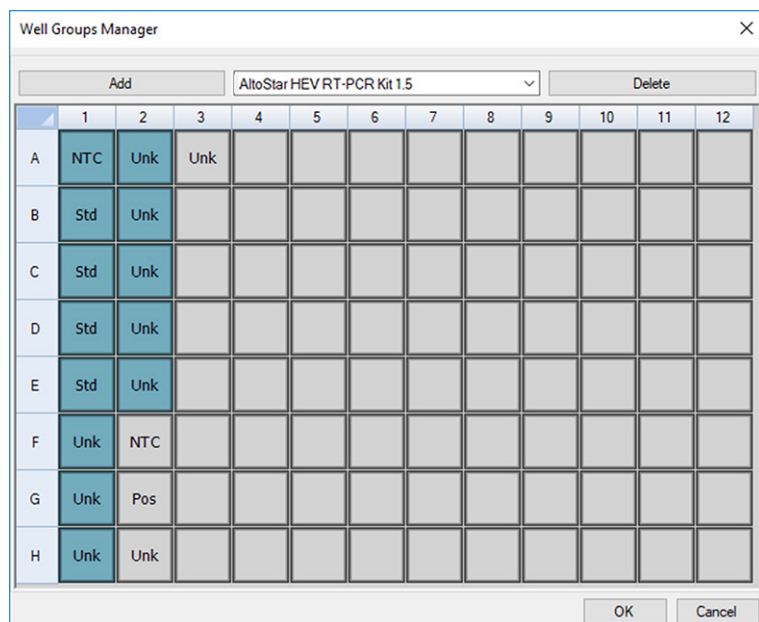 Well Groups Manager
Add AltoStar HEV RT-PCR Kit 1.5 Delete
1 2 3 4 5 6 7 8 9 10 11 12
A NTC Unk Unk
B Std Unk
C Std Unk
D Std Unk
E Std Unk
F Unk NTC
G Unk Pos
H Unk Unk
OK Cancel